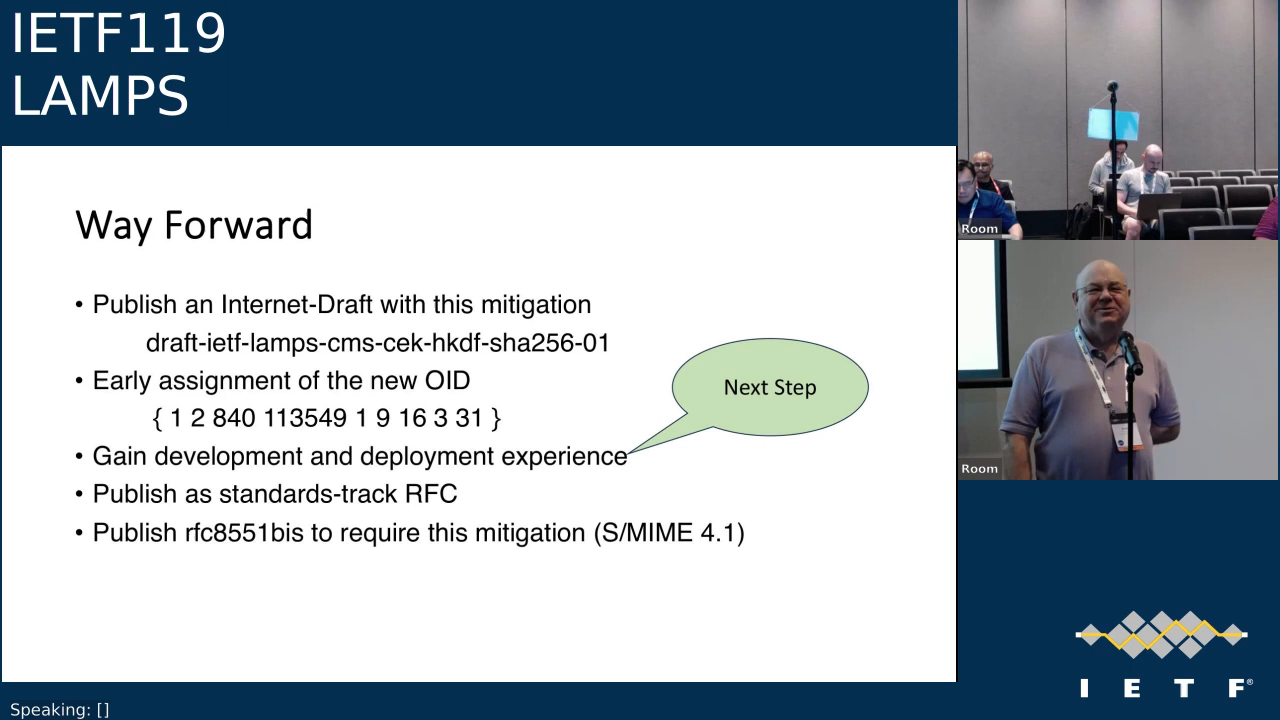 IETF119
LAMPS
Way Forward
• Publish an Internet-Draft with this mitigation
draft-ietf-lamps-cms-cek-hkdf-sha256-01
• Early assignment of the new OID
{ 1 2 840 113549 1 9 16 3 31 }
• Gain development and deployment experience
• Publish as standards-track RFC
• Publish rfc8551bis to require this mitigation (S/MIME 4.1)
Next Step
Room
Room
I E T F®
Speaking: []